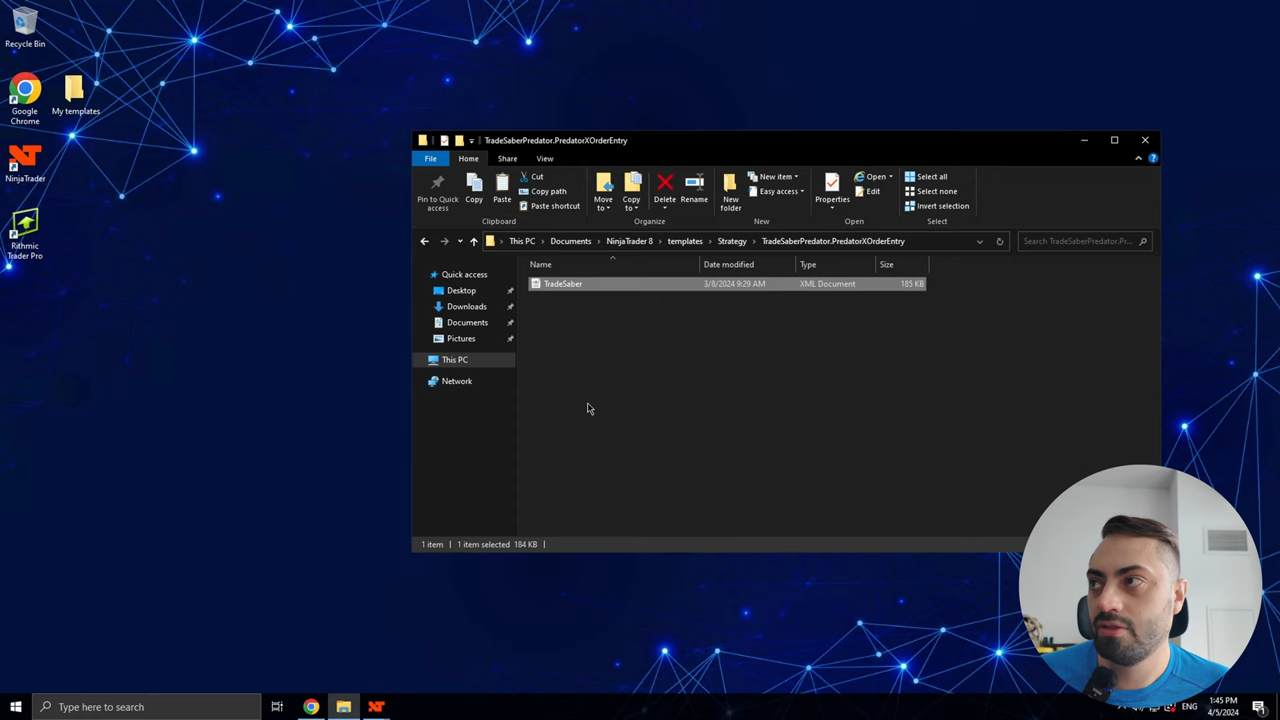 Recycle Bin
Google
Chrome
My templates
NinjaTrader
Rithmic
Trader Pro
TradeSaberPredator.PredatorXOrderEntry
File
Home
Share
View
Pin to Quick
access
Copy
Paste
Cut
Copy path
Paste shortcut
Clipboard
Move
to
Copy
to
Delete
Rename
Organize
New
folder
New item
Easy access
New
Properties
Open
Edit
Open
Select all
Select none
Invert selection
Select
This PC
Documents
NinjaTrader 8
templates
Strategy
TradeSaberPredator.PredatorXOrderEntry
Search TradeSaberPredator.Pr...
Name
Date modified
Type
Size
TradeSaber
3/8/2024 9:29 AM
XML Document
185 KB
Quick access
Desktop
Downloads
Documents
Pictures
This PC
Network
1 item
1 item selected 184 KB
Type here to search
ENG
1:45 PM
4/5/2024